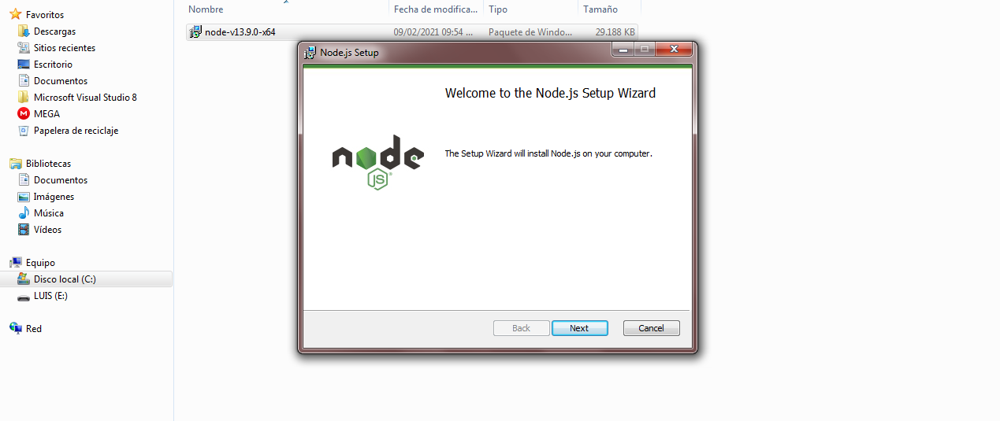 Nombre Fecha de modifica... Tipo Tamaño
node-v13.9.0-x64 09/02/2021 09:54 ... Paquete de Windo... 29.188 KB
Favoritos
Descargas
Sitios recientes
Escritorio
Documentos
Microsoft Visual Studio 8
MEGA
Papelera de reciclaje
Bibliotecas
Documentos
Imágenes
Música
Vídeos
Equipo
Disco local (C:)
LUIS (E:)
Red
Node.js Setup
Welcome to the Node.js Setup Wizard
node
JS
The Setup Wizard will install Node.js on your computer.
Back Next Cancel